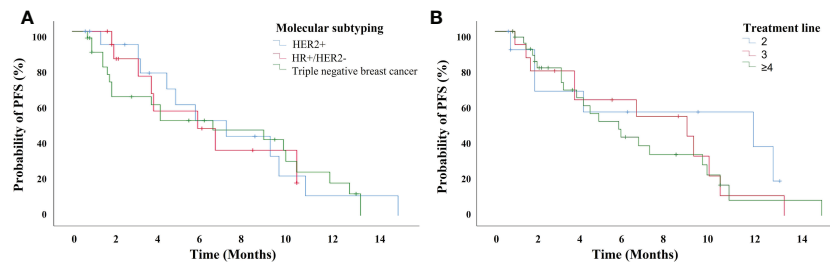 A
Molecular subtyping
HER2+
HR+/HER2-
Triple negative breast cancer
Probability of PFS (%)
100
80
60
40
20
0
0 2 4 6 8 10 12 14
Time (Months)
B
Treatment line
2
3
≥4
Probability of PFS (%)
100
80
60
40
20
0
0 2 4 6 8 10 12 14
Time (Months)